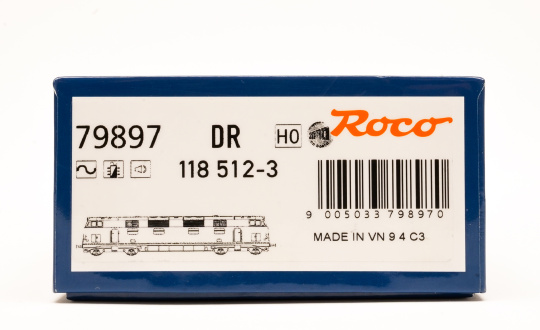 79897 DR H0 Roco
118 512-3
9 005033 798970
MADE IN VN 9 4 C3